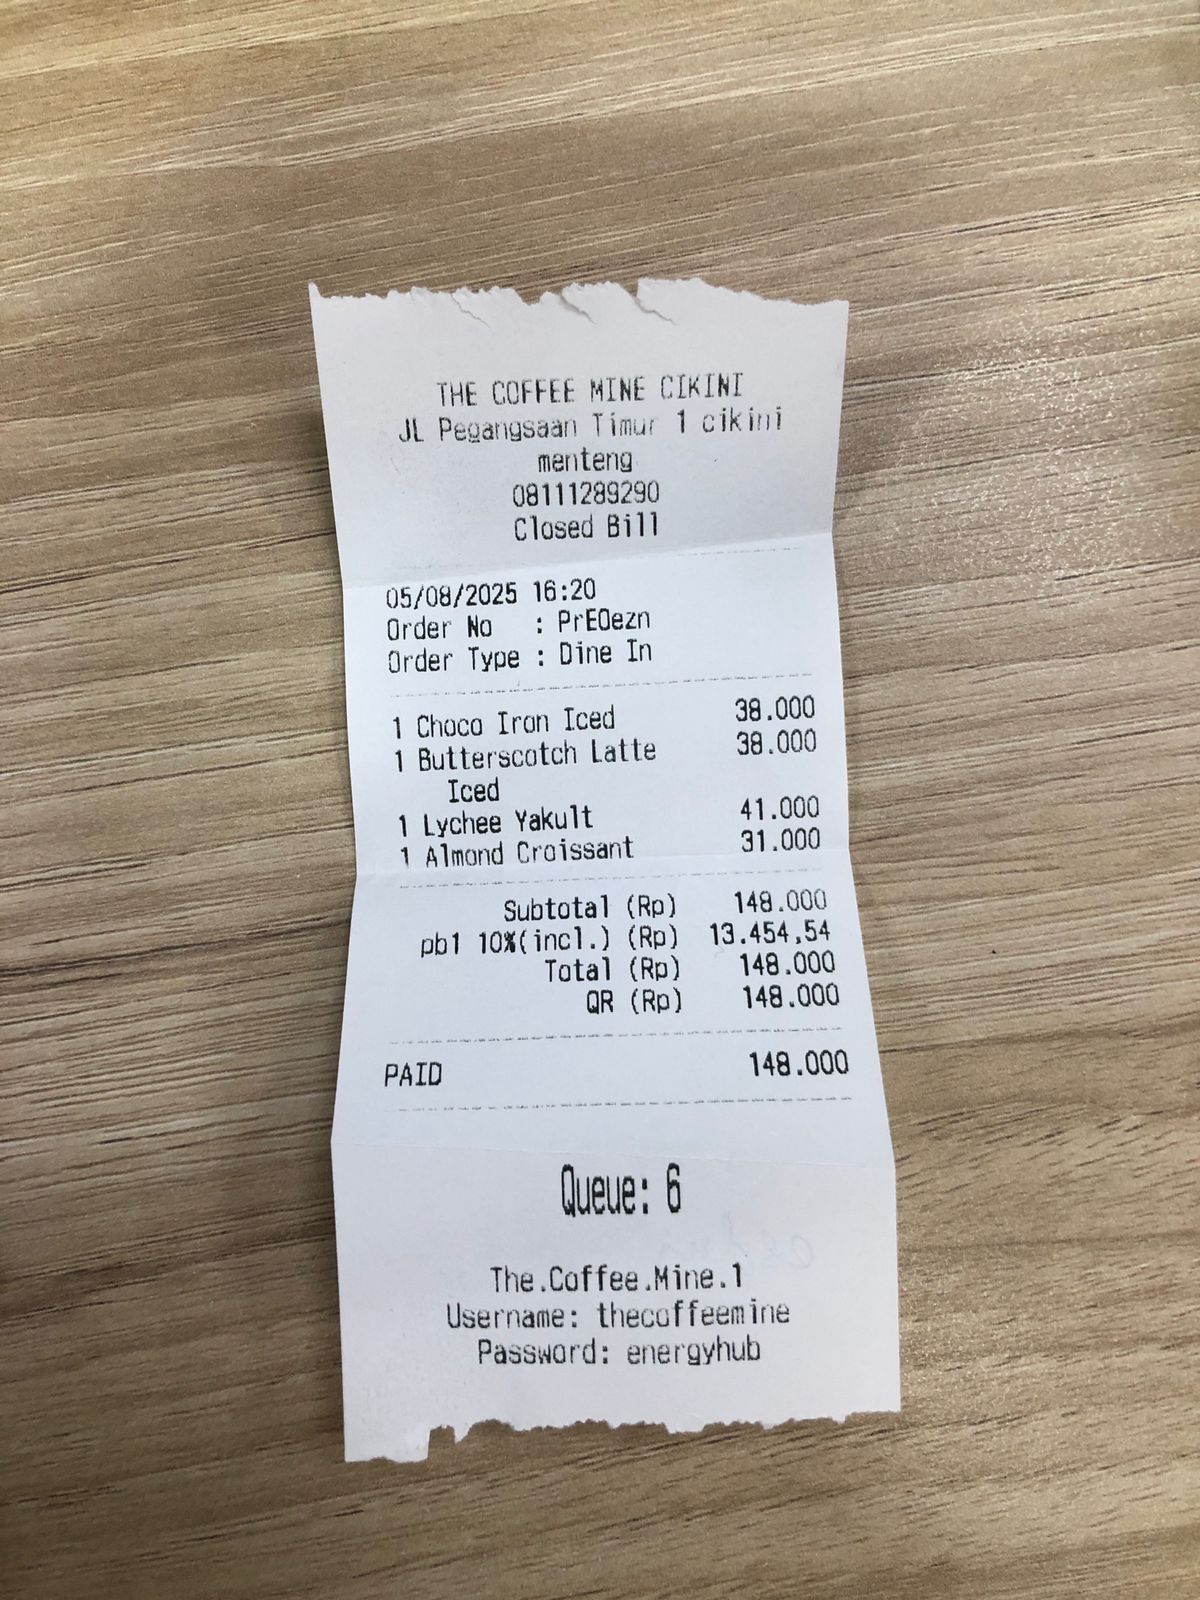 THE COFFEE MINE CIKINI
JL Pegangsaan Timur 1 cikini
menteng
08111289290
Closed Bill
05/08/2025 16:20
Order No : PrEOezn
Order Type : Dine In
1 Choco Iron Iced 38.000
1 Butterscotch Latte 38.000
Iced
1 Lychee Yakult 41.000
1 Almond Croissant 31.000
Subtotal (Rp) 148.000
pb1 10%(incl.) (Rp) 13.454,54
Total (Rp) 148.000
QR (Rp) 148.000
PAID 148.000
Queue: 6
The.Coffee.Mine.1
Username: thecoffeemine
Password: energyhub